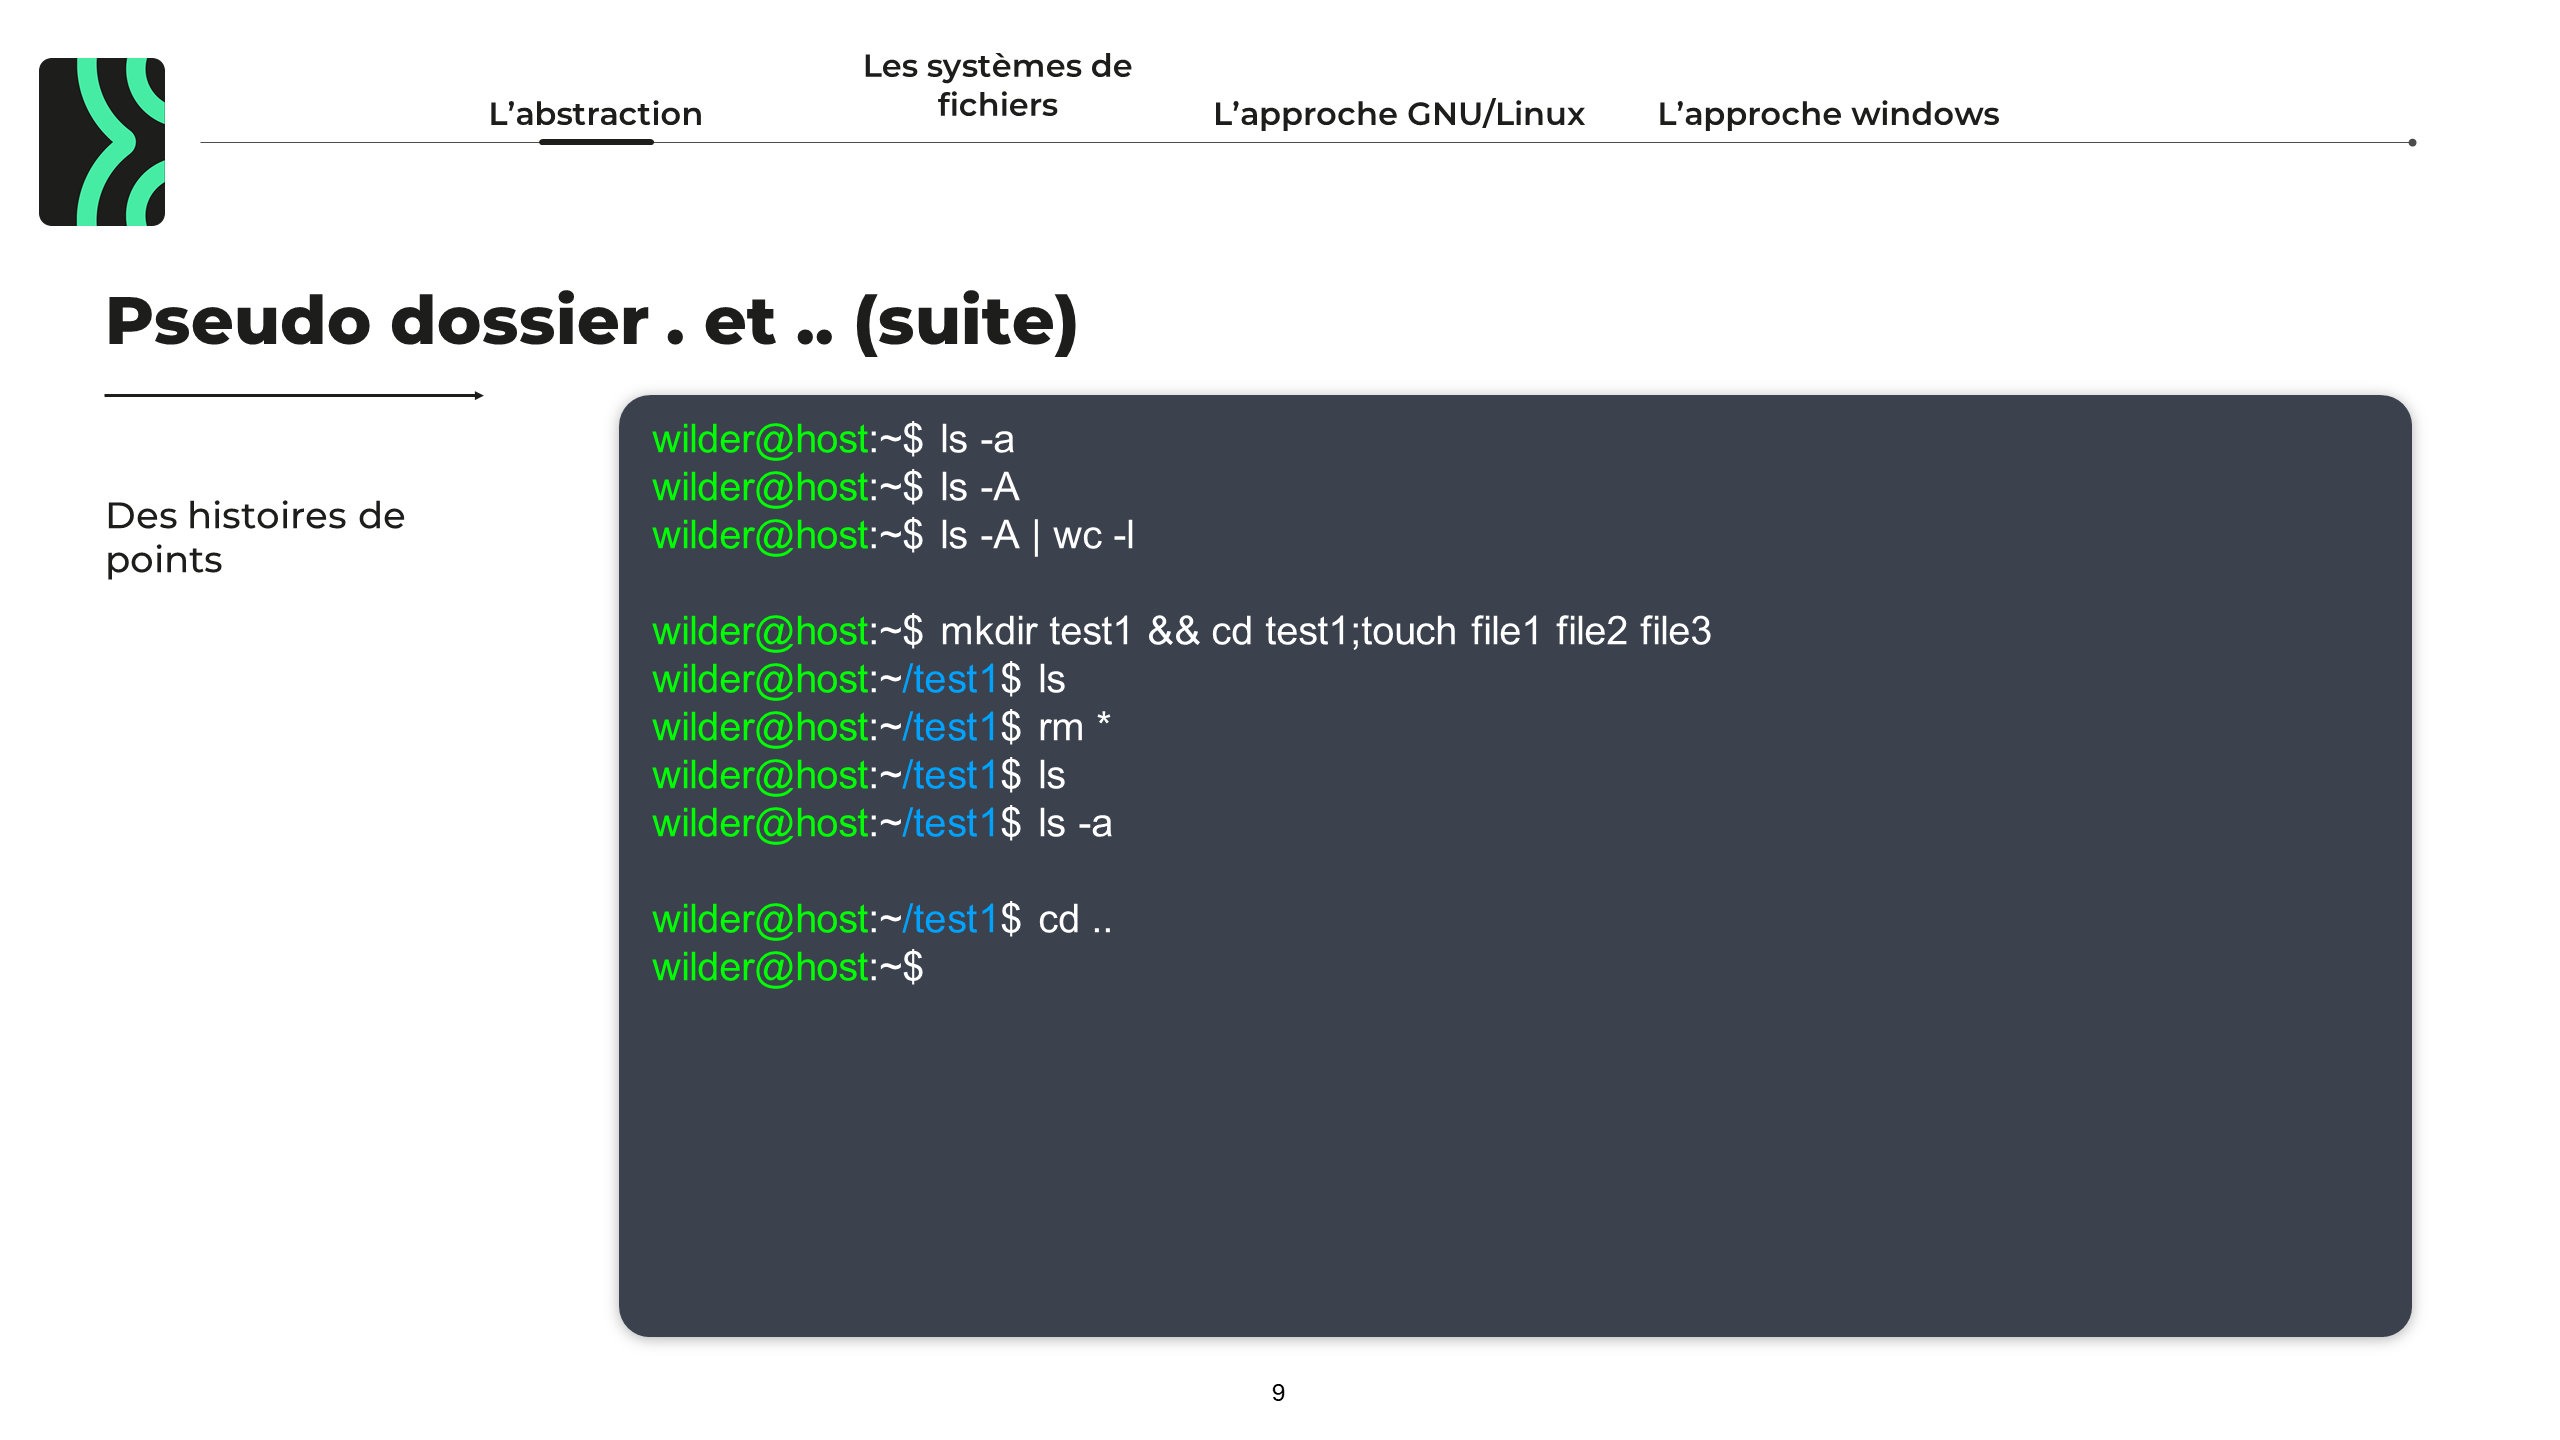 L’abstraction
Les systèmes de
fichiers
L’approche GNU/Linux
L’approche windows
Pseudo dossier . et .. (suite)
Des histoires de
points
wilder@host:~$ ls -a
wilder@host:~$ ls -A
wilder@host:~$ ls -A | wc -l
wilder@host:~$ mkdir test1 && cd test1;touch file1 file2 file3
wilder@host:~/test1$ ls
wilder@host:~/test1$ rm *
wilder@host:~/test1$ ls
wilder@host:~/test1$ ls -a
wilder@host:~/test1$ cd ..
wilder@host:~$
9